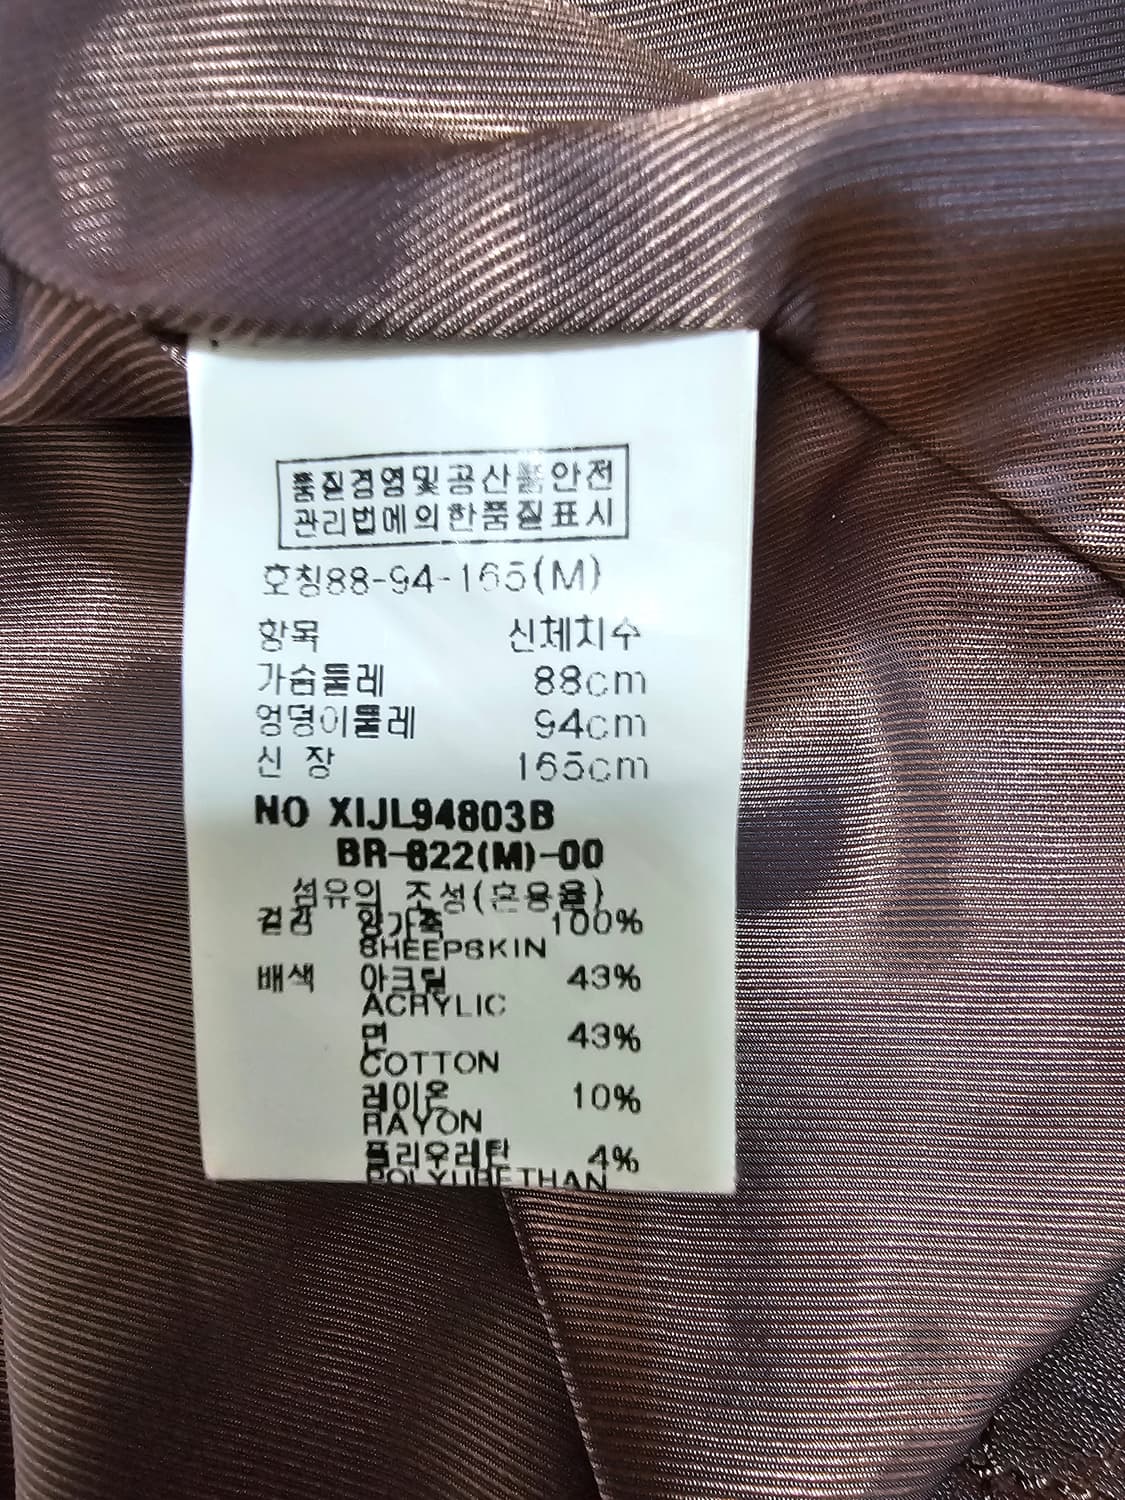 품질경영및공산품안전
관리법에의한품질표시
호칭88-94-165(M)
항목 신체치수
가슴둘레 88cm
엉덩이둘레 94cm
신 장 165cm
NO XIJL94803B
BR-822(M)-00
섬유의 조성(혼용율)
겉감 양가죽 100%
SHEEPSKIN
배색 아크릴 43%
ACRYLIC
면 43%
COTTON
레이온 10%
RAYON
폴리우레탄 4%
POLYURETHAN